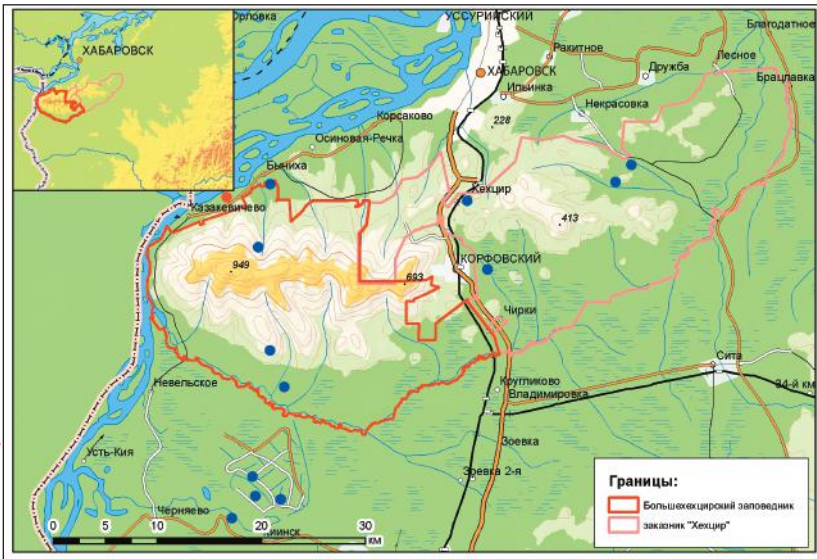 Орловка
УССУРИЙСКИЙ
Благодатное
ХАБАРОВСК
Ракитное
Лесное
ХАБАРОВСК
Дружба
Брацлавка
Ильинка
Некрасовка
Корсаково
228
Осиновая-Речка
Бычиха
Хехцир
Казакевичево
413
КОРФОВСКИЙ
949
693
Чирки
Сита
Невельское
Кругликово
34-й км
Владимировка
Зоевка
Усть-Кия
Зоевка 2-я
Черняево
Киинск
0 5 10 20 30
км
Границы:
Большехехцирский заповедник
заказник "Хехцир"